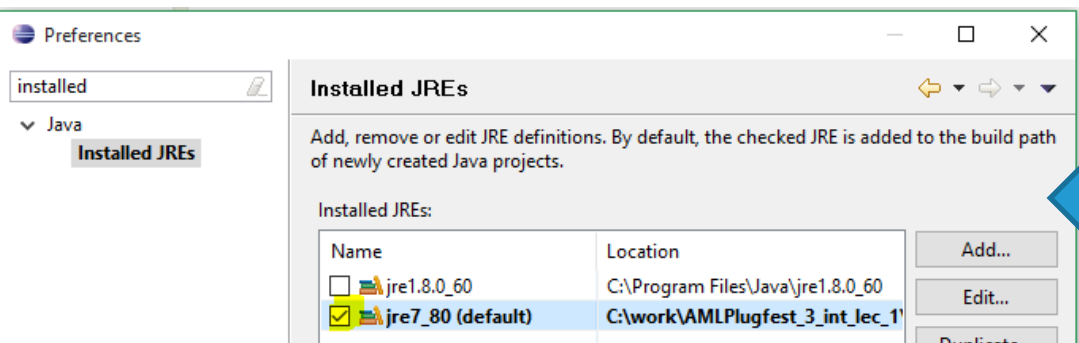 Preferences
installed
Installed JREs
Java
Installed JREs
Add, remove or edit JRE definitions. By default, the checked JRE is added to the build path
of newly created Java projects.
Installed JREs:
Name Location
Add...
jre1.8.0_60 C:\Program Files\Java\jre1.8.0_60
Edit...
jre7_80 (default) C:\work\AMLPlugfest_3_int_lec_1\
Duplicate...